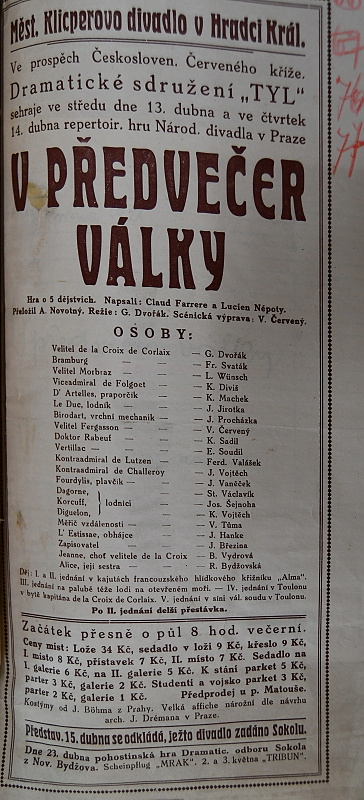 Měst. Klicperovo divadlo v Hradci Král.
Ve prospěch Českosloven. Červeného kříže.
Dramatické sdružení „TYL"
sehraje ve středu dne 13. dubna a ve čtvrtek
14. dubna repertoir. hru Národ. divadla v Praze
V PŘEDVEČER
VÁLKY
Hra o 5 dějstvích. Napsali: Claud Farrere a Lucien Népoty.
Přeložil A. Novotný. Režie: G. Dvořák. Scénická výprava: V. Červený.
OSOBY:
Velitel de la Croix de Corlaix — G. Dvořák
Bramburg — — — Fr. Svaták
Velitel Morbraz — — — L. Wünsch
Viceadmiral de Folgoet — — K. Diviš
D' Artelles, praporčík — — K. Machek
Le Duc, lodník — — — J. Jirotka
Birodart, vrchní mechanik — — J. Procházka
Velitel Fergasson — — — V. Červený
Doktor Rabeuf — — — K. Sadil
Vertillac — — — E. Soudil
Kontraadmiral de Lutzen — — Ferd. Valášek
Kontraadmiral de Challeroy — J. Vojtěch
Fourdylis, plavčík — — — J. Vaněček
Dagorne, — St. Václavík
Korcuff, } lodníci — Jos. Šejnoha
Diguelon, — K. Vojtěch
Měřič vzdálenosti — — — V. Tůma
L' Estissac, obhájce — — J. Hanke
Zapisovatel — — J. Březina
Jeanne, choť velitele de la Croix — B. Vydrová
Alice, její sestra — — — R. Bydžovská
Děj: I. a II. jednání v kajutách francouzského hlídkového křižníku „Alma".
III. jednání na palubě téže lodi na otevřeném moři. — IV. jednání v Toulonu
v bytě kapitána de la Croix de Corlaix. V. jednání v síni vál. soudu v Toulonu.
Po II. jednání delší přestávka.
Začátek přesně o půl 8 hod. večerní.
Ceny míst: Lože 34 Kč, sedadlo v loži 9 Kč, křeslo 9 Kč,
I. místo 8 Kč, přístavek 7 Kč, II. místo 7 Kč. Sedadlo na
I. galerie 6 Kč, na II. galerie 5 Kč. K stání parket 5 Kč,
parter 3 Kč, galerie 2 Kč. Studenti a vojsko parket 3 Kč,
parter 2 Kč, galerie 1 Kč. Předprodej u p. Matouše.
Kostýmy od J. Böhma z Prahy. Velká affiche národní dle návrhu
arch. J. Drémana v Praze.
Představ. 15. dubna se odkládá, ježto divadlo zadáno Sokolu.
Dne 23. dubna pohostinská hra Dramatic. odboru Sokola
z Nov. Bydžova. Scheinpflug „MRAK". 2. a 3. května „TRIBUN".